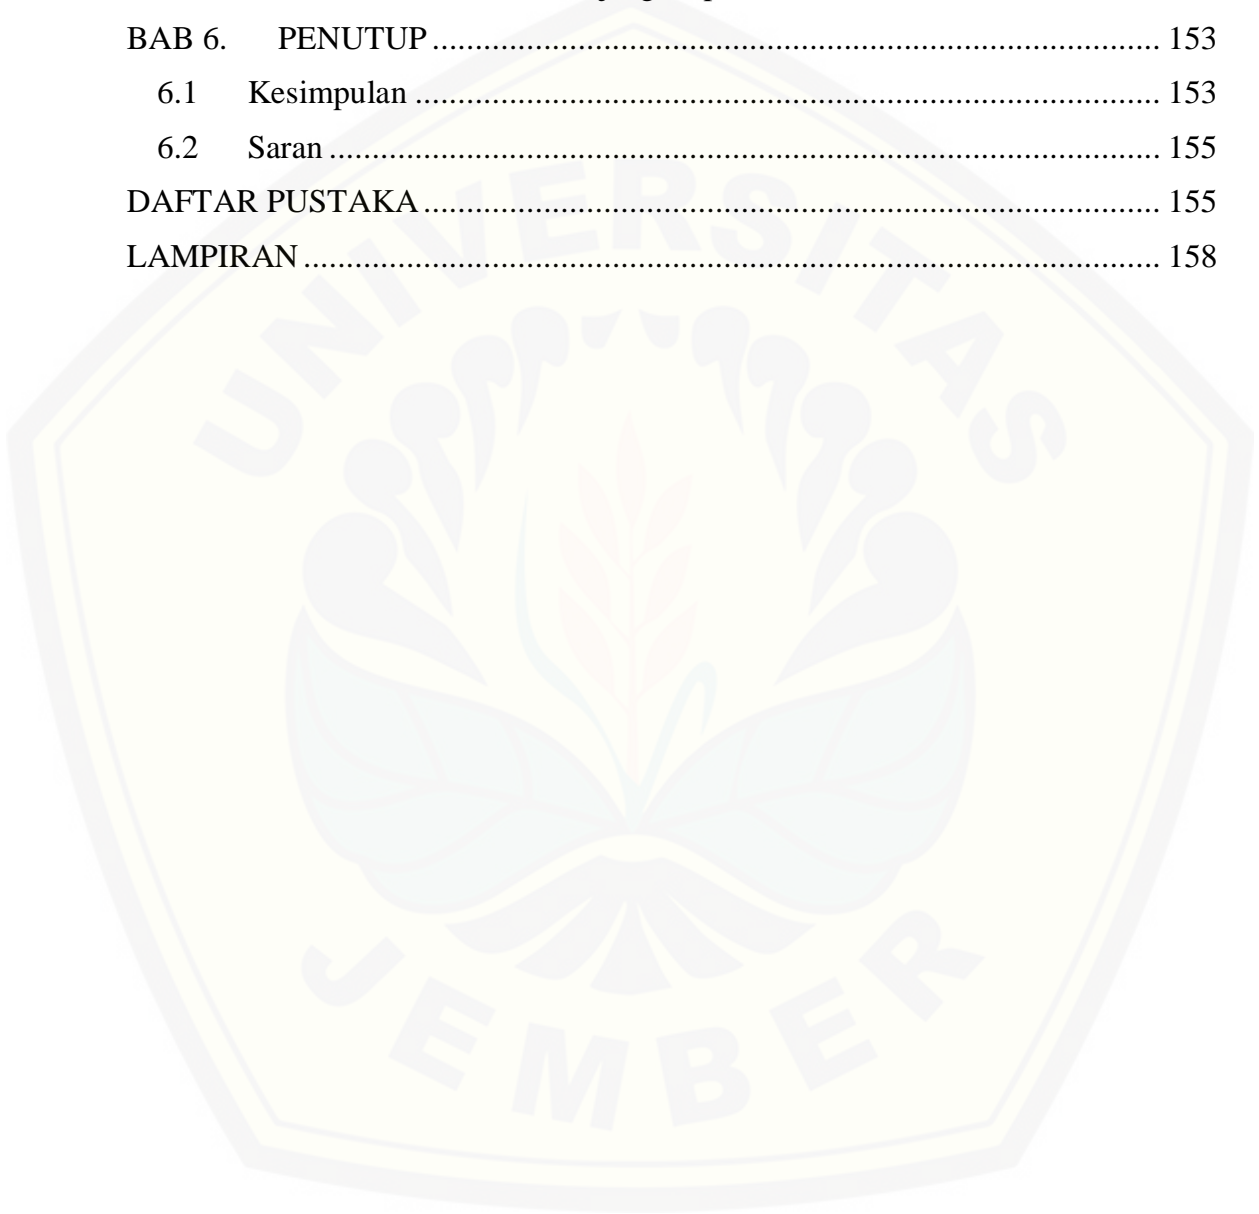 BAB 6. PENUTUP ........................................................................................ 153
6.1 Kesimpulan .......................................................................................... 153
6.2 Saran .................................................................................................... 155
DAFTAR PUSTAKA ......................................................................................... 155
LAMPIRAN ........................................................................................................ 158
UNIVERSITAS
JEMBER